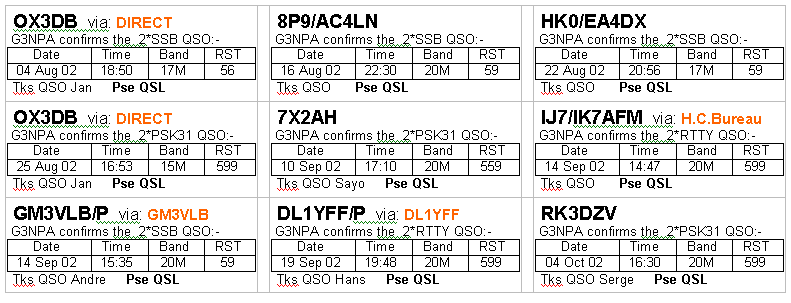 OX3DB via: DIRECT
G3NPA confirms the 2*SSB QSO:-
Date Time Band RST
04 Aug 02 18:50 17M 56
Tks QSO Jan Pse QSL
8P9/AC4LN
G3NPA confirms the 2*SSB QSO:-
Date Time Band RST
16 Aug 02 22:30 20M 59
Tks QSO Pse QSL
HK0/EA4DX
G3NPA confirms the 2*SSB QSO:-
Date Time Band RST
22 Aug 02 20:56 17M 59
Tks QSO Pse QSL
OX3DB via: DIRECT
G3NPA confirms the 2*PSK31 QSO:-
Date Time Band RST
25 Aug 02 16:53 15M 599
Tks QSO Jan Pse QSL
7X2AH
G3NPA confirms the 2*PSK31 QSO:-
Date Time Band RST
10 Sep 02 17:10 20M 559
Tks QSO Sayo Pse QSL
IJ7/IK7AFM via: H.C.Bureau
G3NPA confirms the 2*RTTY QSO:-
Date Time Band RST
14 Sep 02 14:47 20M 599
Tks QSO Pse QSL
GM3VLB/P via: GM3VLB
G3NPA confirms the 2*SSB QSO:-
Date Time Band RST
14 Sep 02 15:35 20M 59
Tks QSO Andre Pse QSL
DL1YFF/P via: DL1YFF
G3NPA confirms the 2*RTTY QSO:-
Date Time Band RST
19 Sep 02 19:48 20M 599
Tks QSO Hans Pse QSL
RK3DZV
G3NPA confirms the 2*PSK31 QSO:-
Date Time Band RST
04 Oct 02 16:30 20M 599
Tks QSO Serge Pse QSL